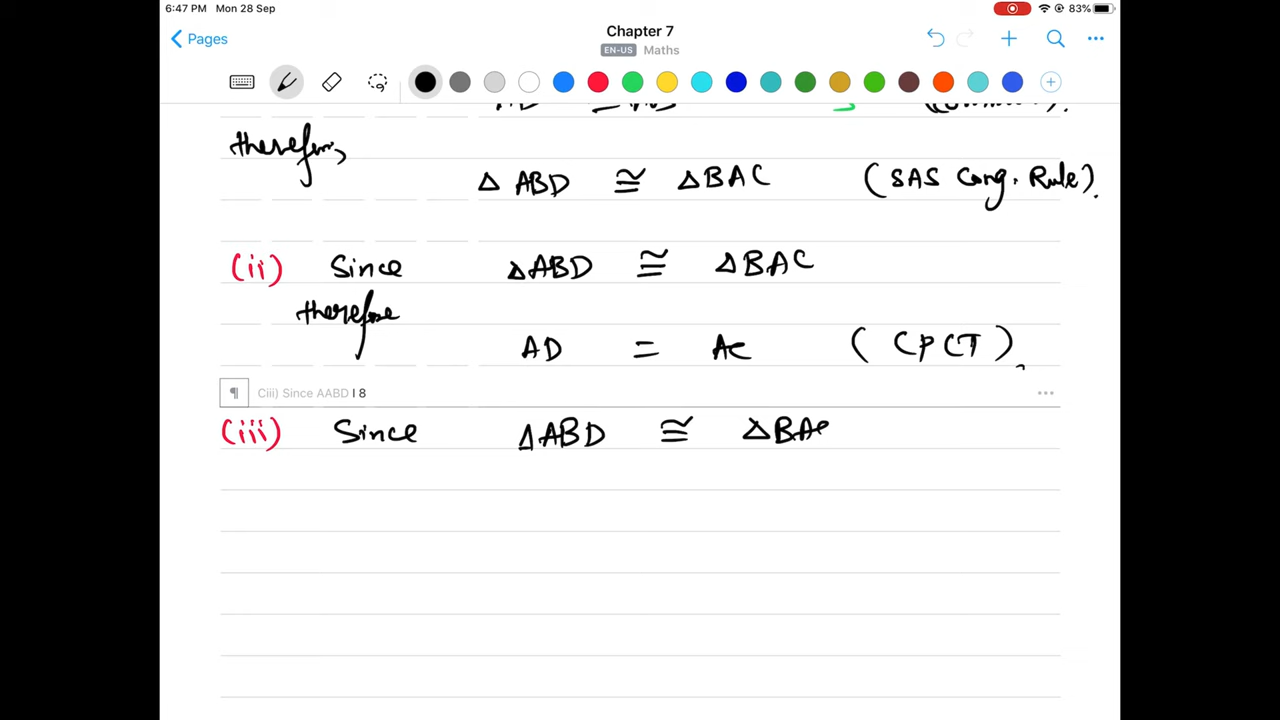 6:47 PM Mon 28 Sep
83%
Pages
Chapter 7
EN-US Maths
therefore,
△ ABD ≅ △BAC (SAS Cong. Rule).
(ii) Since △ABD ≅ △BAC
therefore
AD = AC (CPCT).
¶ Ciii) Since AABD l 8
(iii) Since △ABD ≅ △BAC